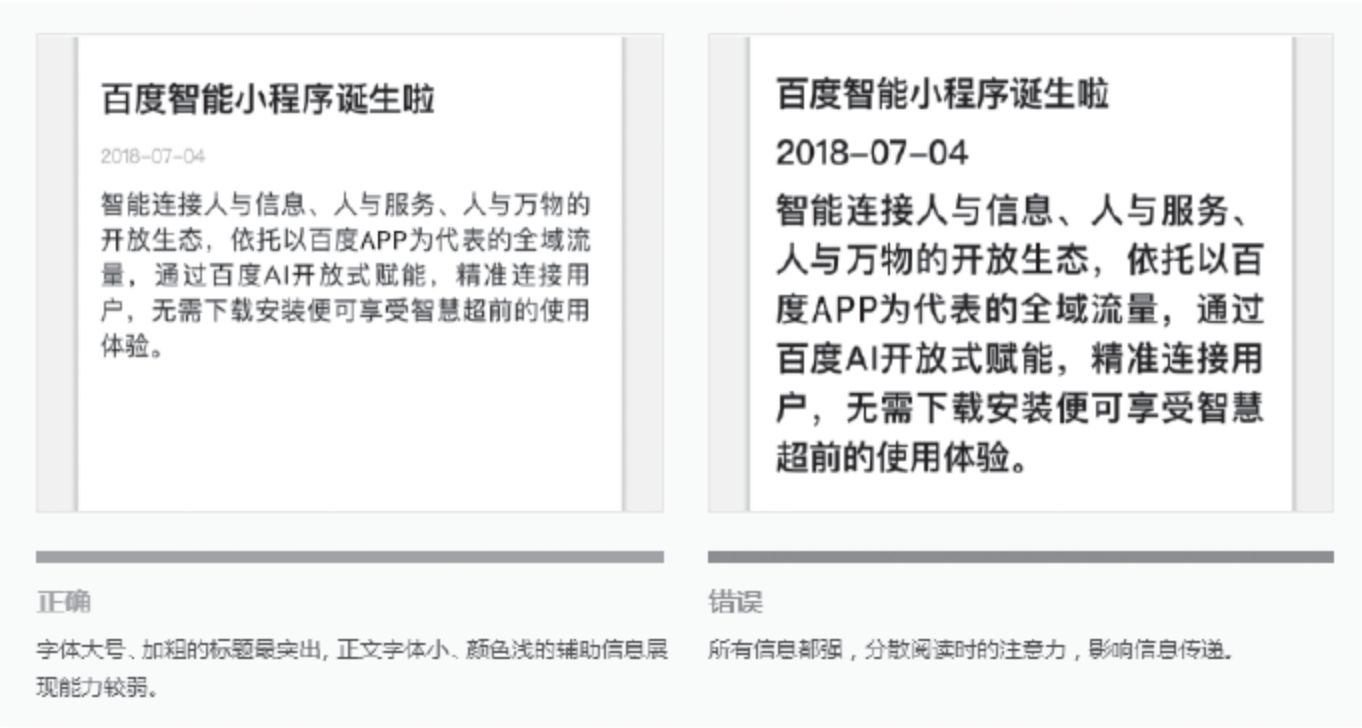 百度智能小程序诞生啦
2018-07-04
智能连接人与信息、人与服务、人与万物的
开放生态，依托以百度APP为代表的全域流
量，通过百度AI开放式赋能，精准连接用
户，无需下载安装便可享受智慧超前的使用
体验。
正确
字体大号、加粗的标题最突出, 正文字体小、颜色浅的辅助信息展
现能力较弱。
百度智能小程序诞生啦
2018-07-04
智能连接人与信息、人与服务、
人与万物的开放生态，依托以百
度APP为代表的全域流量，通过
百度AI开放式赋能，精准连接用
户，无需下载安装便可享受智慧
超前的使用体验。
错误
所有信息都强，分散阅读时的注意力，影响信息传递。